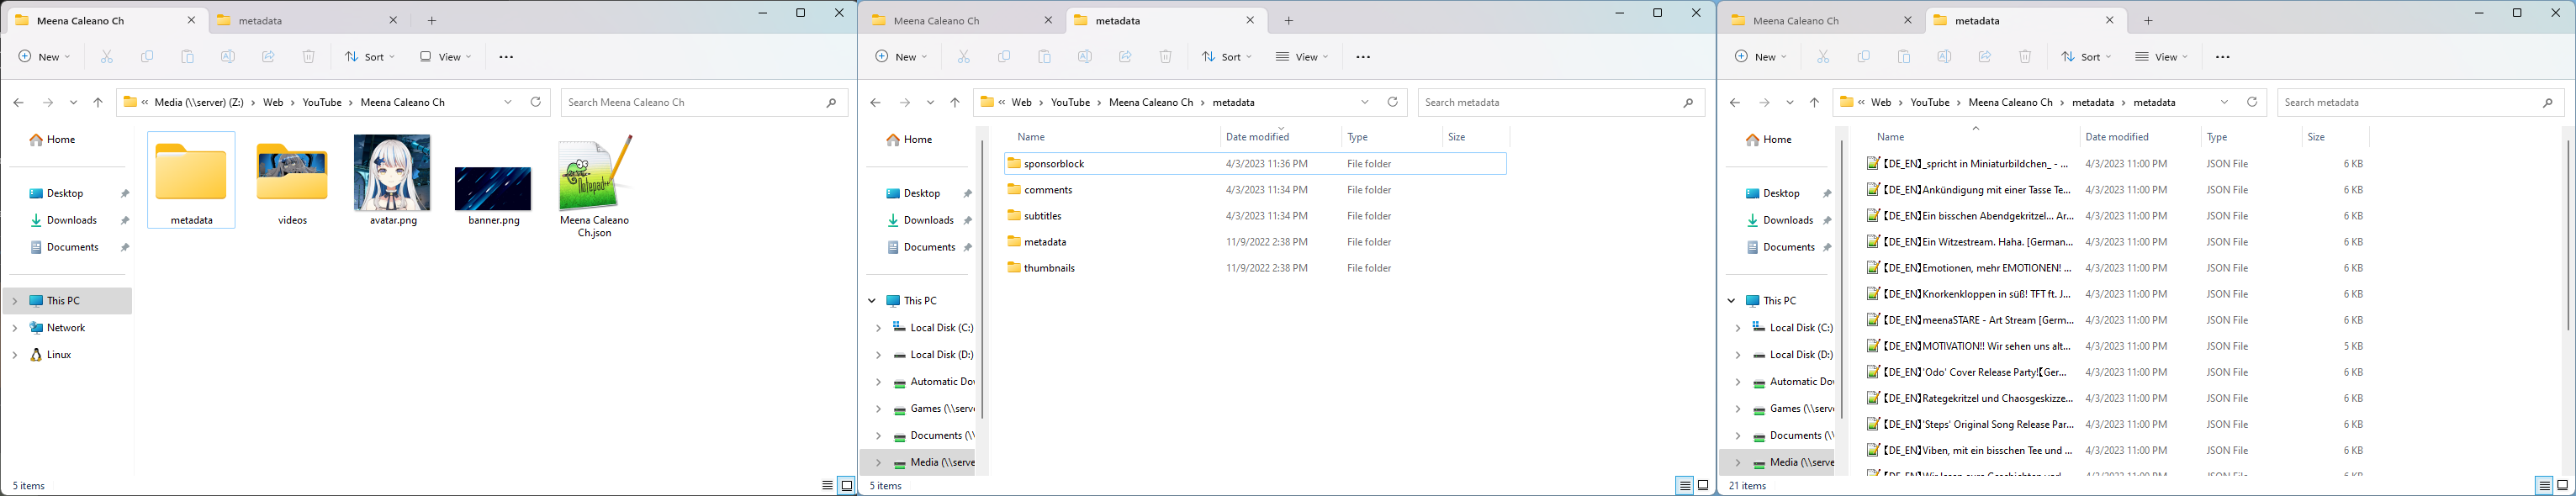 Meena Caleano Ch
metadata
New
Sort
View
Media (\\server) (Z:) > Web > YouTube > Meena Caleano Ch
Search Meena Caleano Ch
Home
Desktop
Downloads
Documents
This PC
Network
Linux
metadata
videos
avatar.png
banner.png
Notepad++
Meena Caleano
Ch.json
5 items
Meena Caleano Ch
metadata
New
Sort
View
Web > YouTube > Meena Caleano Ch > metadata
Search metadata
Home
Desktop
Downloads
Documents
This PC
Local Disk (C:)
Local Disk (D:)
Automatic Dov
Games (\\serve
Documents (\\s
Media (\\serve
Name Date modified Type Size
sponsorblock 4/3/2023 11:36 PM File folder
comments 4/3/2023 11:34 PM File folder
subtitles 4/3/2023 11:34 PM File folder
metadata 11/9/2022 2:38 PM File folder
thumbnails 11/9/2022 2:38 PM File folder
5 items
Meena Caleano Ch
metadata
New
Sort
View
Web > YouTube > Meena Caleano Ch > metadata > metadata
Search metadata
Home
Desktop
Downloads
Documents
This PC
Local Disk (C:)
Local Disk (D:)
Automatic Dov
Games (\\serve
Documents (\\s
Media (\\serve
Name Date modified Type Size
【DE_EN】_spricht in Miniaturbildchen_ - ... 4/3/2023 11:00 PM JSON File 6 KB
【DE_EN】Ankündigung mit einer Tasse Te... 4/3/2023 11:00 PM JSON File 6 KB
【DE_EN】Ein bisschen Abendgekritzel... Ar... 4/3/2023 11:00 PM JSON File 6 KB
【DE_EN】Ein Witzestream. Haha. [German... 4/3/2023 11:00 PM JSON File 6 KB
【DE_EN】Emotionen, mehr EMOTIONEN! ... 4/3/2023 11:00 PM JSON File 6 KB
【DE_EN】Knorkenkloppen in süß! TFT ft. J... 4/3/2023 11:00 PM JSON File 6 KB
【DE_EN】meenaSTARE - Art Stream [Germ... 4/3/2023 11:00 PM JSON File 6 KB
【DE_EN】MOTIVATION!! Wir sehen uns alt... 4/3/2023 11:00 PM JSON File 5 KB
【DE_EN】'Odo' Cover Release Party!【Ger... 4/3/2023 11:00 PM JSON File 6 KB
【DE_EN】Rategekritzel und Chaosgeskizze... 4/3/2023 11:00 PM JSON File 6 KB
【DE_EN】'Steps' Original Song Release Par... 4/3/2023 11:00 PM JSON File 6 KB
【DE_EN】Viben, mit ein bisschen Tee und ... 4/3/2023 11:00 PM JSON File 6 KB
21 items